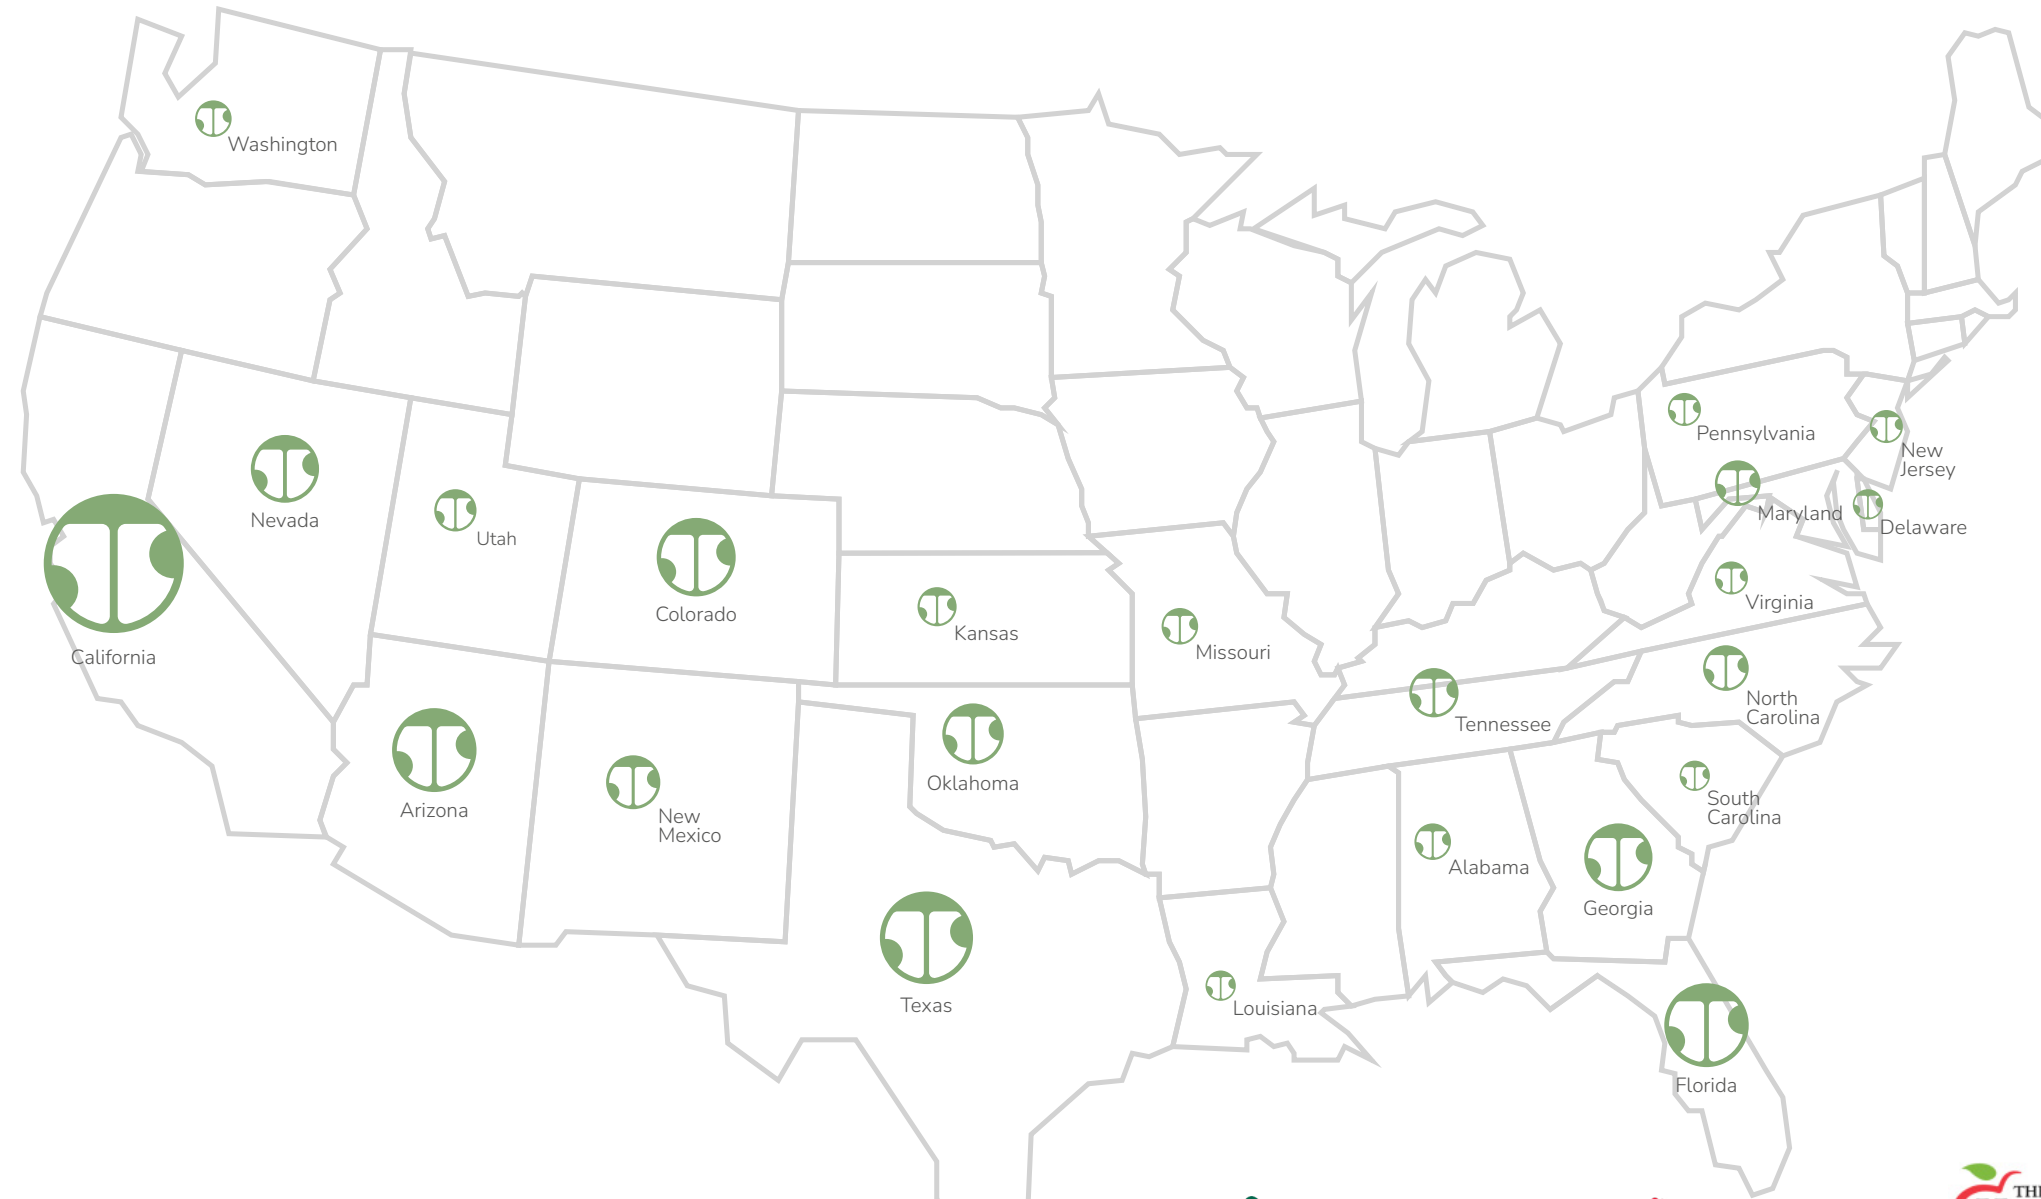 Washington
Pennsylvania
New
Jersey
Nevada
Maryland
Utah
Delaware
Virginia
Colorado
Kansas
Missouri
California
North
Carolina
Tennessee
Oklahoma
Arizona
New
Mexico
South
Carolina
Alabama
Georgia
Texas
Louisiana
Florida